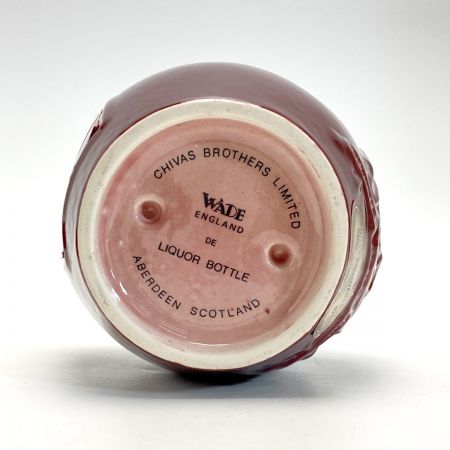 CHIVAS BROTHERS LIMITED
WADE
ENGLAND
DE
LIQUOR BOTTLE
ABERDEEN SCOTLAND